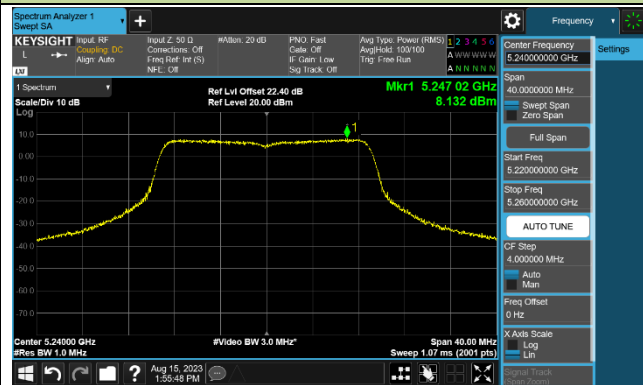 Spectrum Analyzer 1
Swept SA
Frequency
KEYSIGHT
L
LXI
Input: RF
Coupling: DC
Align: Auto
Input Z: 50 Ω
Corrections: Off
Freq Ref: Int (S)
NFE: Off
#Atten: 20 dB
PNO: Fast
Gate: Off
IF Gain: Low
Sig Track: Off
Avg Type: Power (RMS)
Avg|Hold: 100/100
Trig: Free Run
1 2 3 4 5 6
A W W W W W
A N N N N N
1 Spectrum
Scale/Div 10 dB
Log
Ref Lvl Offset 22.40 dB
Ref Level 20.00 dBm
Mkr1 5.247 02 GHz
8.132 dBm
1
10.0
0.00
-10.0
-20.0
-30.0
-40.0
-50.0
-60.0
-70.0
Center 5.24000 GHz
#Res BW 1.0 MHz
#Video BW 3.0 MHz*
Span 40.00 MHz
Sweep 1.07 ms (2001 pts)
Aug 15, 2023
1:55:48 PM
Center Frequency
5.240000000 GHz
Span
40.0000000 MHz
Swept Span
Zero Span
Full Span
Start Freq
5.220000000 GHz
Stop Freq
5.260000000 GHz
AUTO TUNE
CF Step
4.000000 MHz
Auto
Man
Freq Offset
0 Hz
X Axis Scale
Log
Lin
Signal Track
(Span Zoom)
Settings